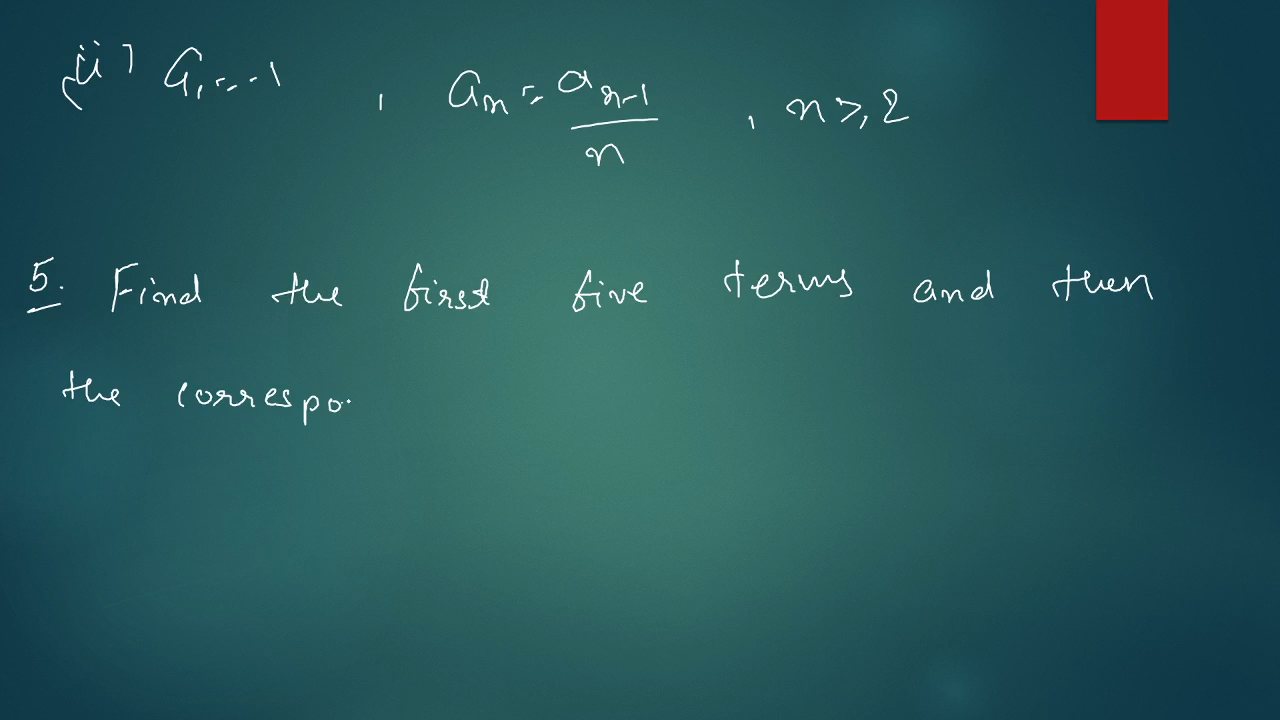 (ii) a₁ = -1 , aₙ = aₙ₋₁/n , n ≥ 2
5. Find the first five terms and then
the correspo